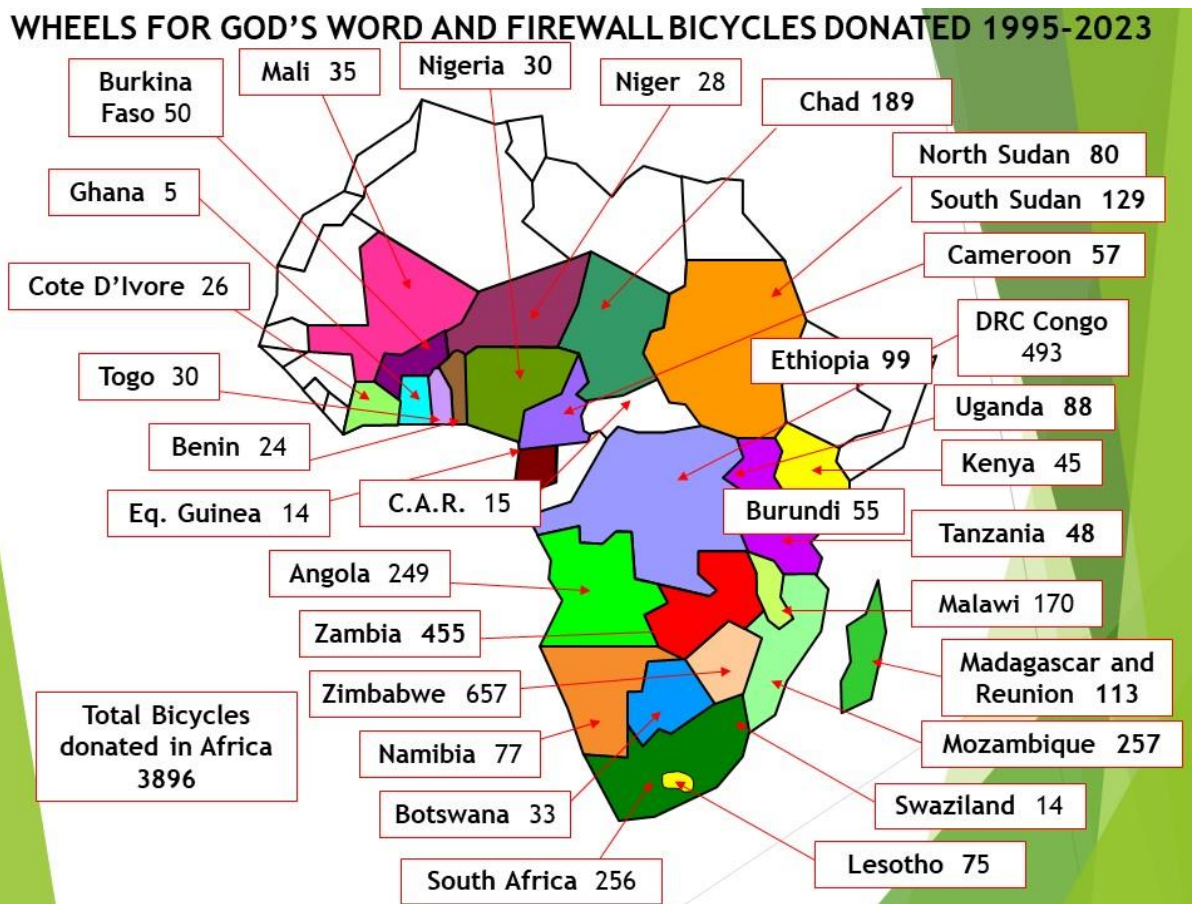 WHEELS FOR GOD'S WORD AND FIREWALL BICYCLES DONATED 1995-2023
Mali 35
Nigeria 30
Niger 28
Burkina
Faso 50
Chad 189
North Sudan 80
Ghana 5
South Sudan 129
Cameroon 57
Cote D'Ivore 26
DRC Congo
493
Ethiopia 99
Togo 30
Uganda 88
Benin 24
Kenya 45
C.A.R. 15
Eq. Guinea 14
Burundi 55
Tanzania 48
Angola 249
Malawi 170
Zambia 455
Madagascar and
Reunion 113
Zimbabwe 657
Total Bicycles
donated in Africa
3896
Namibia 77
Mozambique 257
Botswana 33
Swaziland 14
Lesotho 75
South Africa 256